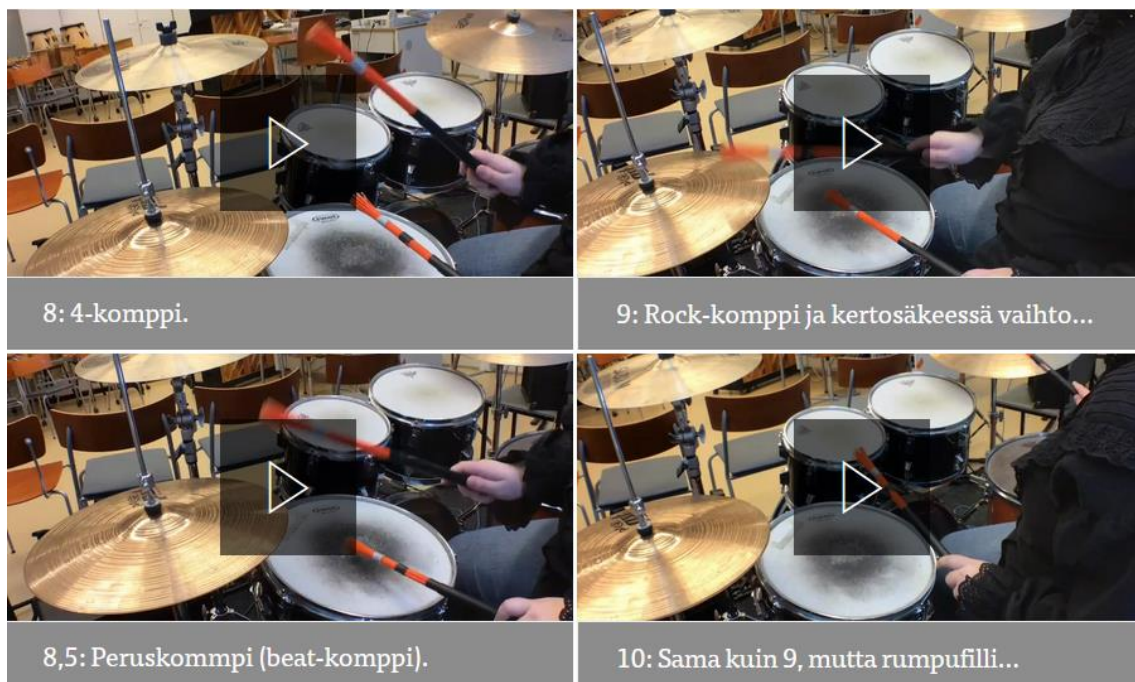 8: 4-komppi.
9: Rock-komppi ja kertosäkeessä vaihto...
8,5: Peruskommpi (beat-komppi).
10: Sama kuin 9, mutta rumpufilli...